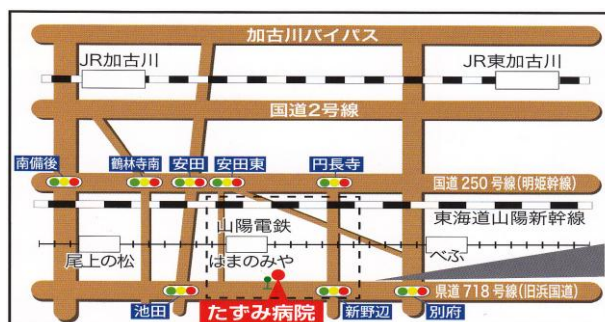 加古川バイパス
JR加古川
JR東加古川
国道2号線
南備後
鶴林寺南
安田
安田東
円長寺
国道250号線(明姫幹線)
東海道山陽新幹線
山陽電鉄
尾上の松
はまのみや
べふ
県道718号線(旧浜国道)
池田
たずみ病院
新野辺
別府